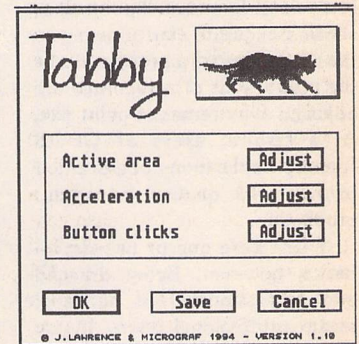 Tabby
Active area Adjust
Acceleration Adjust
Button clicks Adjust
OK Save Cancel
© J.LAWRENCE & MICROGRAF 1994 - VERSION 1.10